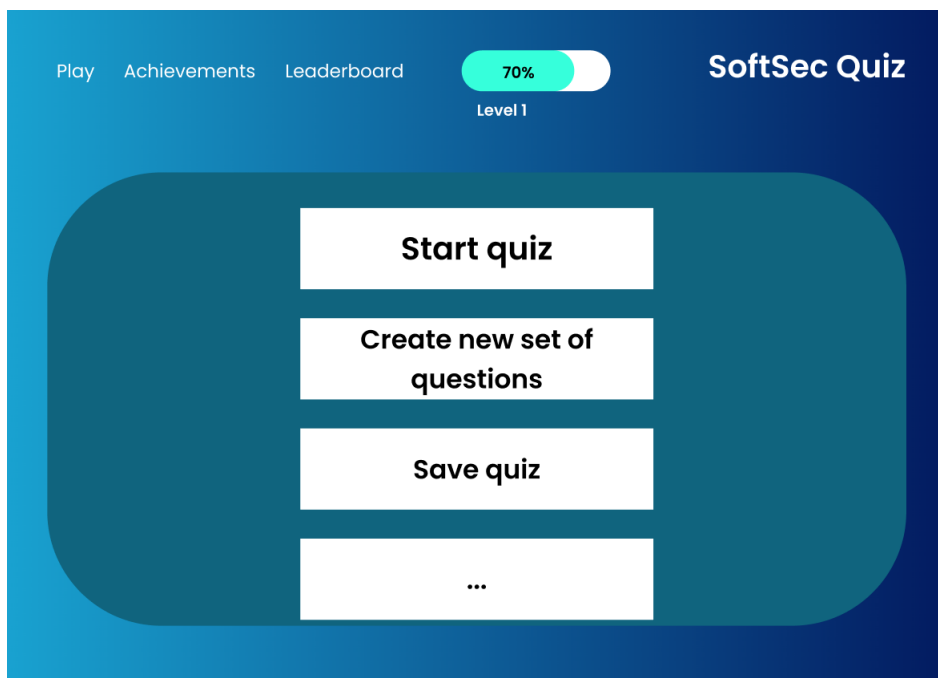 Play Achievements Leaderboard 70% SoftSec Quiz
Level 1
Start quiz
Create new set of
questions
Save quiz
...